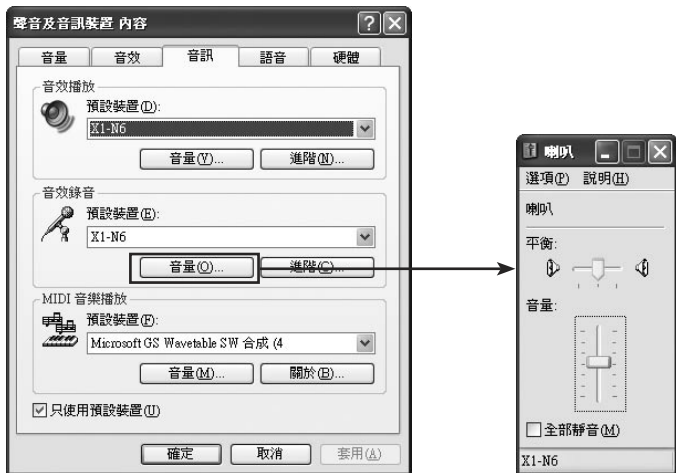 聲音及音訊裝置 內容
音量 音效 音訊 語音 硬體
音效播放
預設裝置(D):
X1-N6
音量(V)... 進階(N)...
音效錄音
預設裝置(E):
X1-N6
音量(O)... 進階(C)...
MIDI 音樂播放
預設裝置(F):
Microsoft GS Wavetable SW 合成 (4
音量(M)... 關於(B)...
只使用預設裝置(U)
確定 取消 套用(A)
喇叭
選項(P) 說明(H)
喇叭
平衡:
音量:
全部靜音(M)
X1-N6